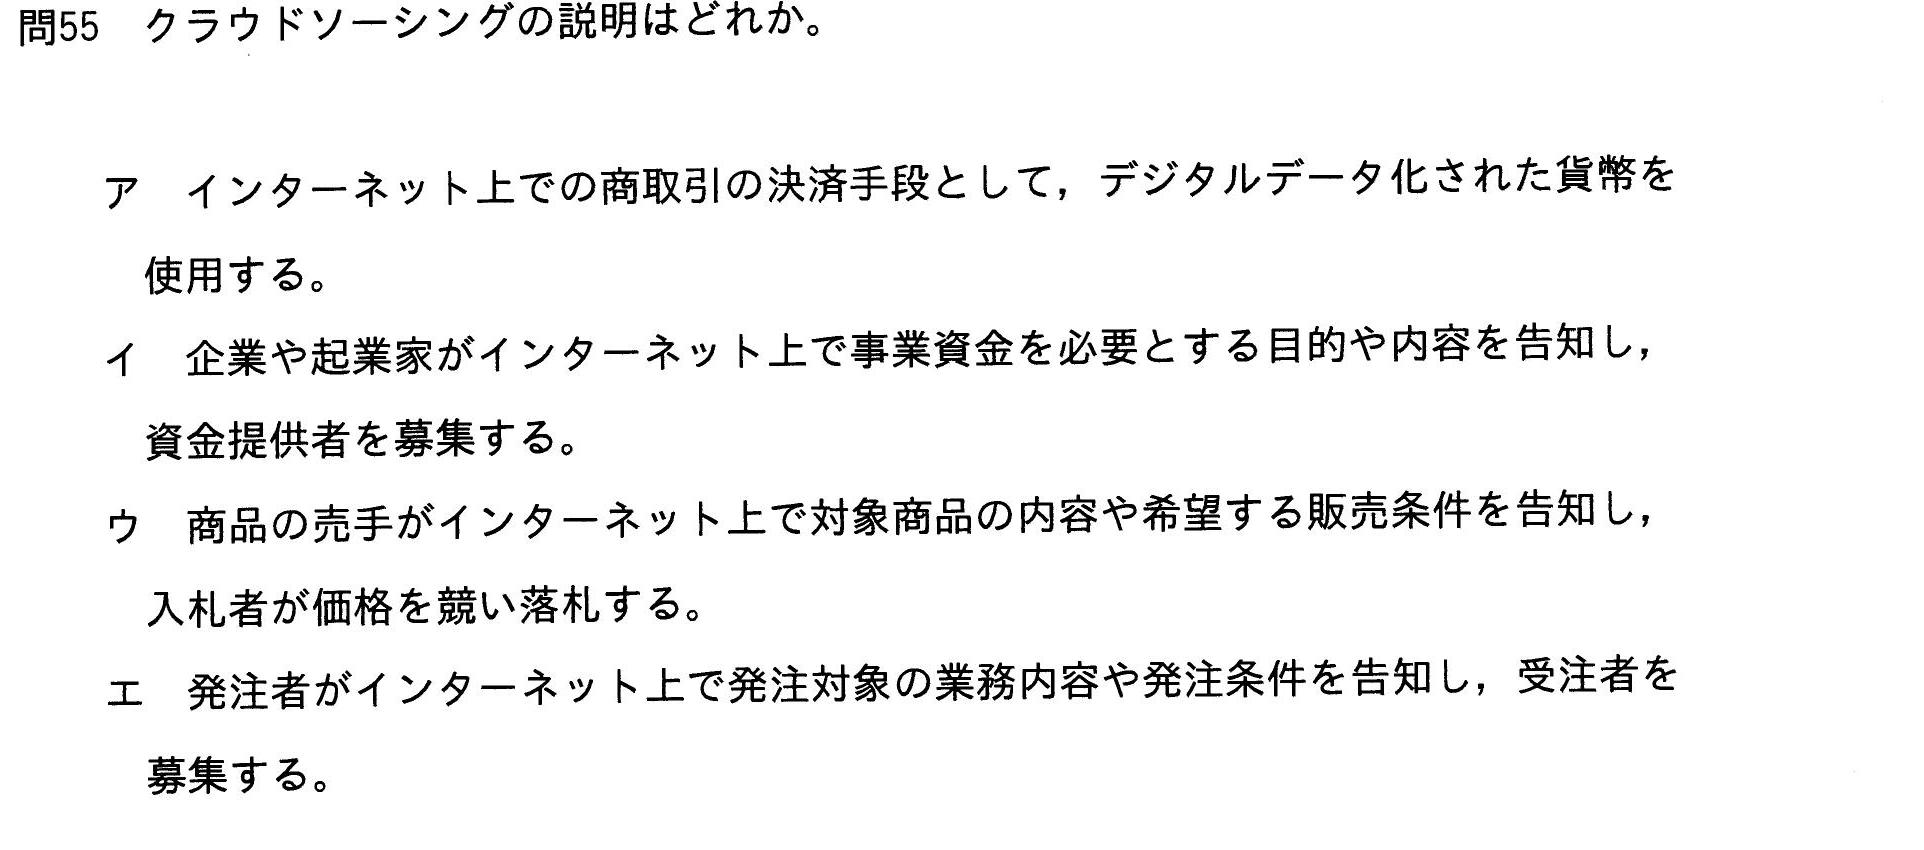 問55　クラウドソーシングの説明はどれか。
ア　インターネット上での商取引の決済手段として，デジタルデータ化された貨幣を
使用する。
イ　企業や起業家がインターネット上で事業資金を必要とする目的や内容を告知し，
資金提供者を募集する。
ウ　商品の売手がインターネット上で対象商品の内容や希望する販売条件を告知し，
入札者が価格を競い落札する。
エ　発注者がインターネット上で発注対象の業務内容や発注条件を告知し，受注者を
募集する。